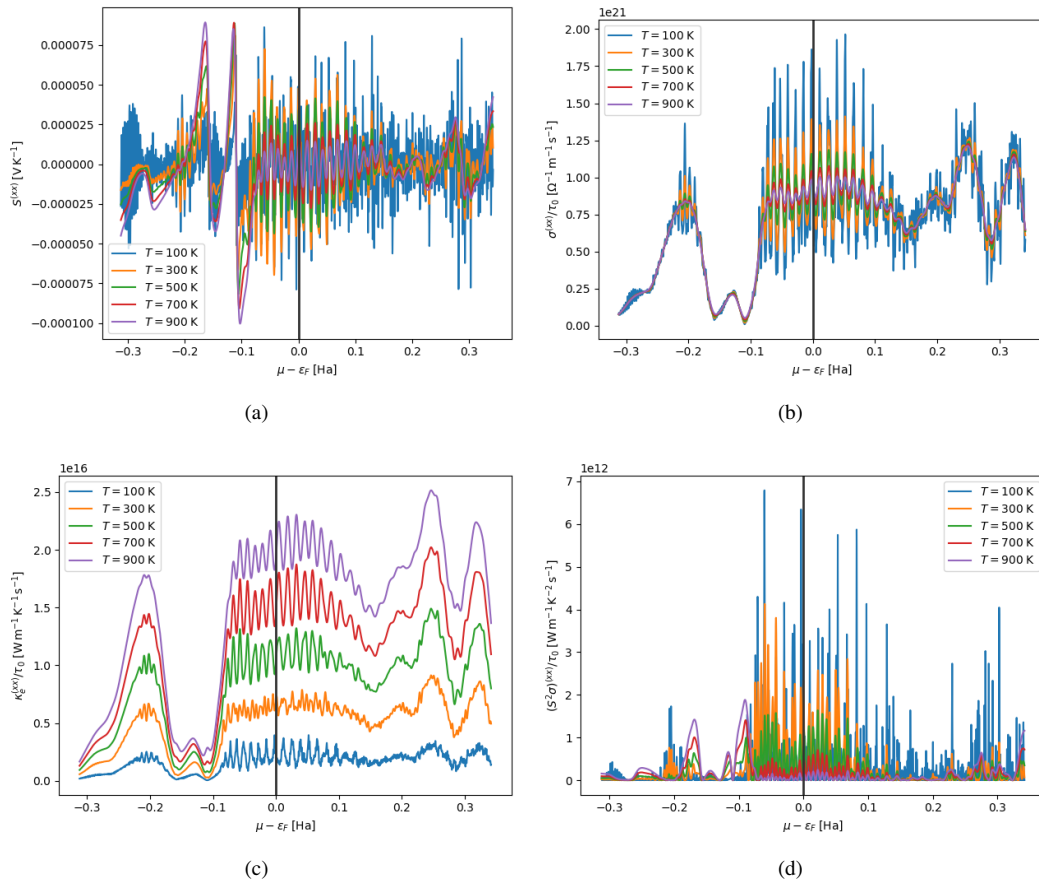 0.000075
0.000050
0.000025
0.000000
−0.000025
−0.000050
−0.000075
−0.000100
S^(xx) [V K⁻¹]
T = 100 K
T = 300 K
T = 500 K
T = 700 K
T = 900 K
−0.3 −0.2 −0.1 0.0 0.1 0.2 0.3
μ − ε_F [Ha]
(a)
1e21
2.00
1.75
1.50
1.25
1.00
0.75
0.50
0.25
0.00
σ^(xx)/τ₀ [Ω⁻¹ m⁻¹ s⁻¹]
T = 100 K
T = 300 K
T = 500 K
T = 700 K
T = 900 K
−0.3 −0.2 −0.1 0.0 0.1 0.2 0.3
μ − ε_F [Ha]
(b)
1e16
2.5
2.0
1.5
1.0
0.5
0.0
κ_e^(xx)/τ₀ [W m⁻¹ K⁻¹ s⁻¹]
T = 100 K
T = 300 K
T = 500 K
T = 700 K
T = 900 K
−0.3 −0.2 −0.1 0.0 0.1 0.2 0.3
μ − ε_F [Ha]
(c)
1e12
7
6
5
4
3
2
1
0
(S²σ)^(xx)/τ₀ [W m⁻¹ K⁻² s⁻¹]
T = 100 K
T = 300 K
T = 500 K
T = 700 K
T = 900 K
−0.3 −0.2 −0.1 0.0 0.1 0.2 0.3
μ − ε_F [Ha]
(d)